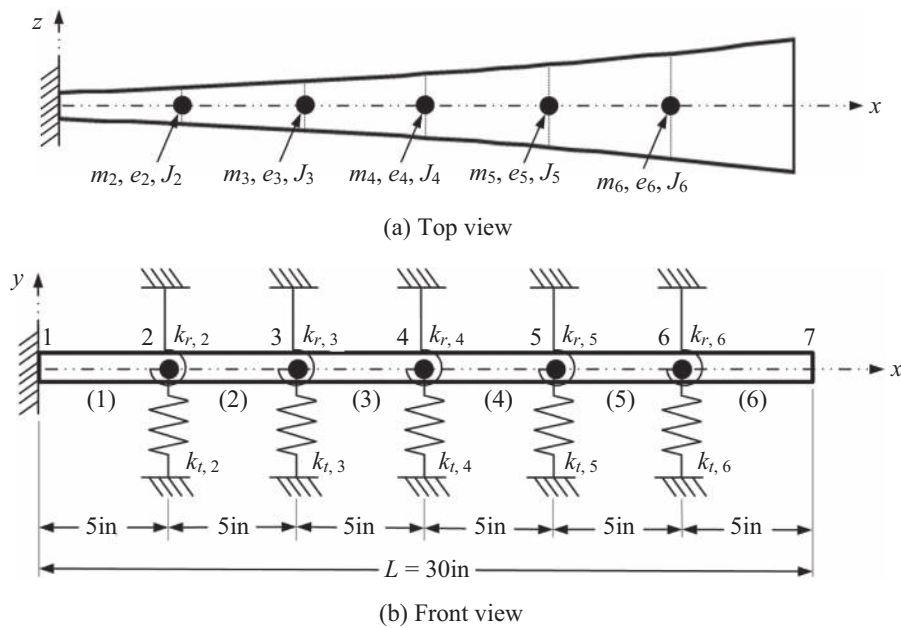 z
x
m2, e2, J2 m3, e3, J3 m4, e4, J4 m5, e5, J5 m6, e6, J6
(a) Top view
y
1 2 kr, 2 3 kr, 3 4 kr, 4 5 kr, 5 6 kr, 6 7
x
(1) (2) (3) (4) (5) (6)
kt, 2 kt, 3 kt, 4 kt, 5 kt, 6
5in 5in 5in 5in 5in 5in
L = 30in
(b) Front view